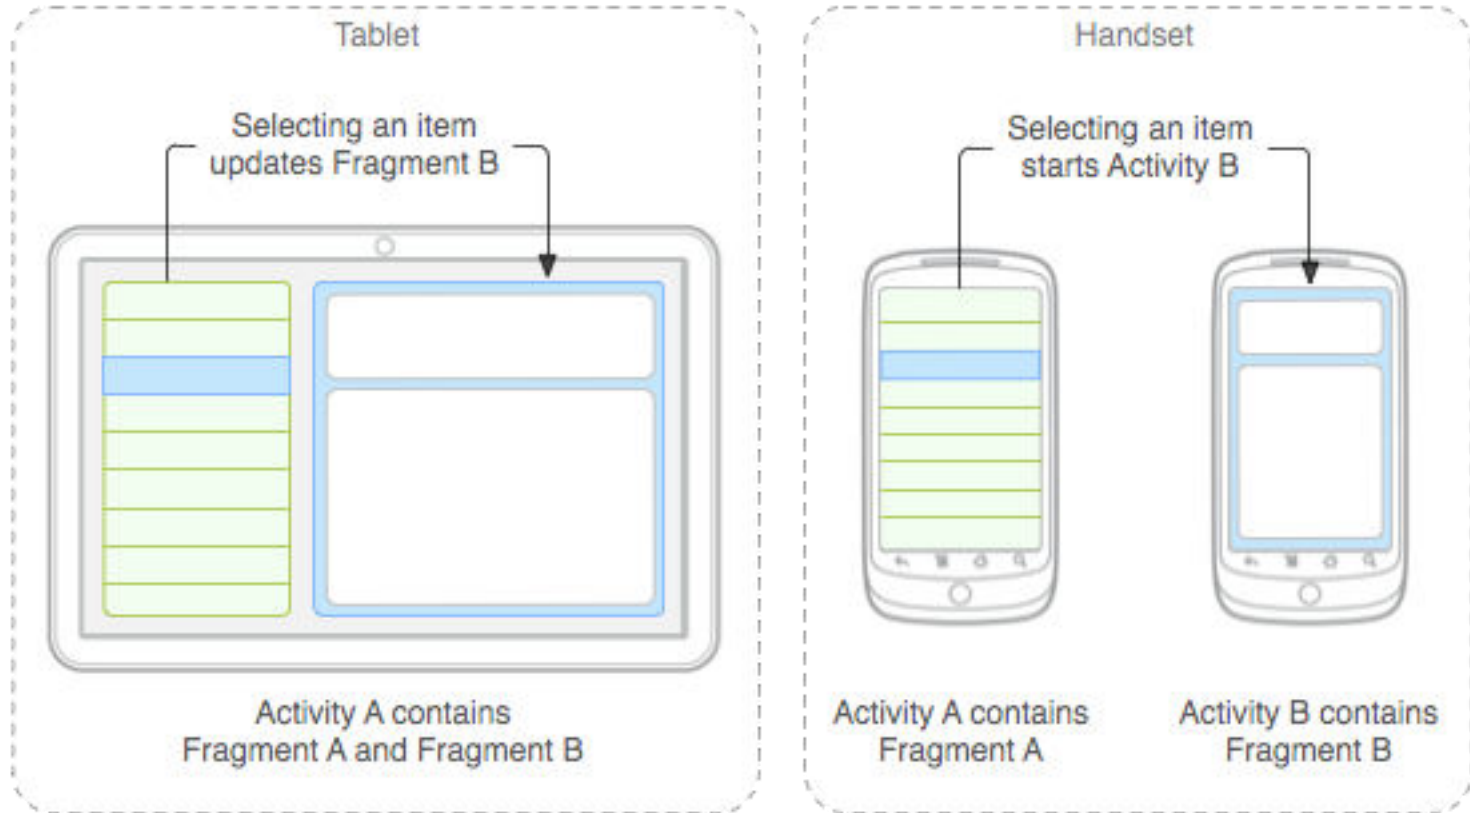 Tablet
Selecting an item
updates Fragment B
Activity A contains
Fragment A and Fragment B
Handset
Selecting an item
starts Activity B
Activity A contains
Fragment A
Activity B contains
Fragment B